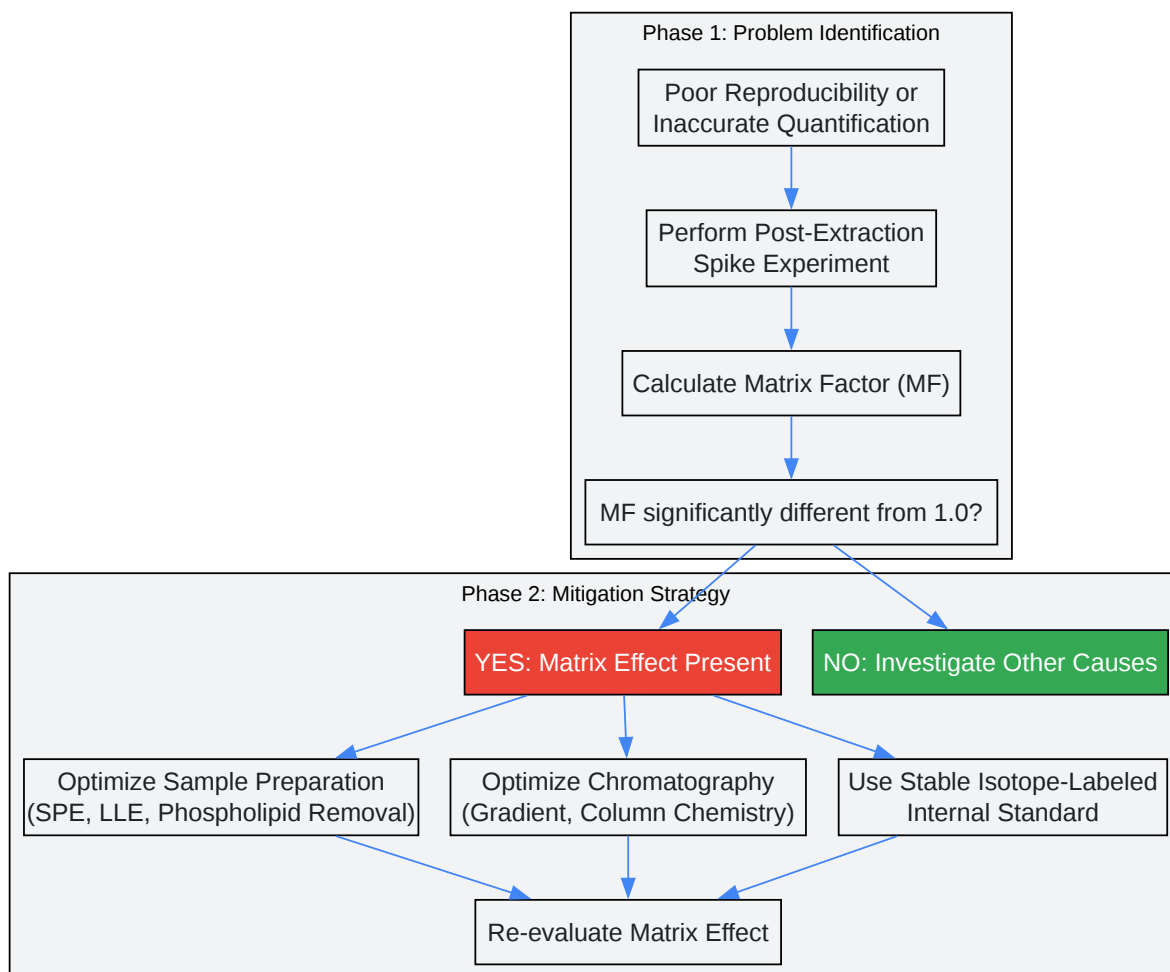 Phase 1: Problem Identification
Poor Reproducibility or
Inaccurate Quantification
Perform Post-Extraction
Spike Experiment
Calculate Matrix Factor (MF)
MF significantly different from 1.0?
Phase 2: Mitigation Strategy
YES: Matrix Effect Present
NO: Investigate Other Causes
Optimize Sample Preparation
(SPE, LLE, Phospholipid Removal)
Optimize Chromatography
(Gradient, Column Chemistry)
Use Stable Isotope-Labeled
Internal Standard
Re-evaluate Matrix Effect